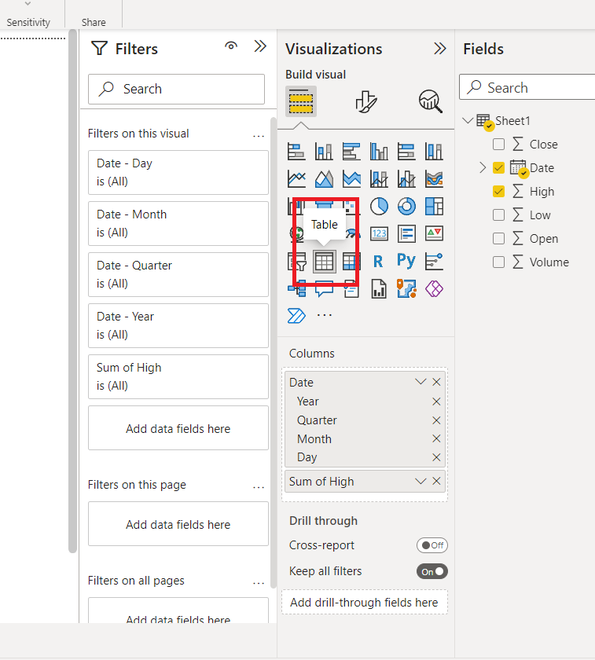 Sensitivity
Share
Filters
Search
Filters on this visual
...
Date - Day
is (All)
Date - Month
is (All)
Date - Quarter
is (All)
Date - Year
is (All)
Sum of High
is (All)
Add data fields here
Filters on this page
...
Add data fields here
Filters on all pages
...
Add data fields here
Visualizations
Build visual
Table
123
R
Py
...
Columns
Date
Year
Quarter
Month
Day
Sum of High
Drill through
Cross-report
Off
Keep all filters
On
Add drill-through fields here
Fields
Search
Sheet1
Close
Date
High
Low
Open
Volume